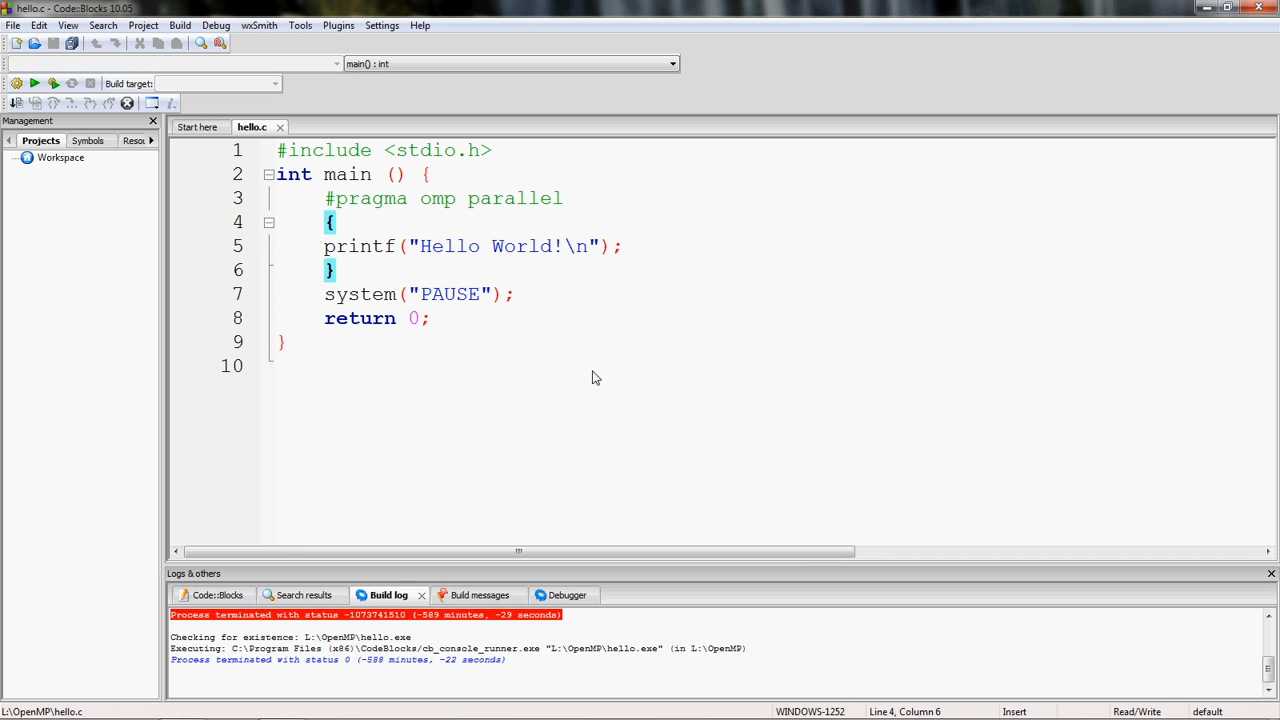 hello.c - Code::Blocks 10.05
File Edit View Search Project Build Debug wxSmith Tools Plugins Settings Help
main() : int
Build target:
Management
Projects Symbols Resou
Workspace
Start here hello.c
1 #include <stdio.h>
2 int main () {
3 #pragma omp parallel
4 {
5 printf("Hello World!\n");
6 }
7 system("PAUSE");
8 return 0;
9 }
10
Logs & others
Code::Blocks Search results Build log Build messages Debugger
Process terminated with status -1073741510 (-589 minutes, -29 seconds)
Checking for existence: L:\OpenMP\hello.exe
Executing: C:\Program Files (x86)\CodeBlocks/cb_console_runner.exe "L:\OpenMP\hello.exe" (in L:\OpenMP)
Process terminated with status 0 (-588 minutes, -22 seconds)
L:\OpenMP\hello.c WINDOWS-1252 Line 4, Column 6 Insert Read/Write default